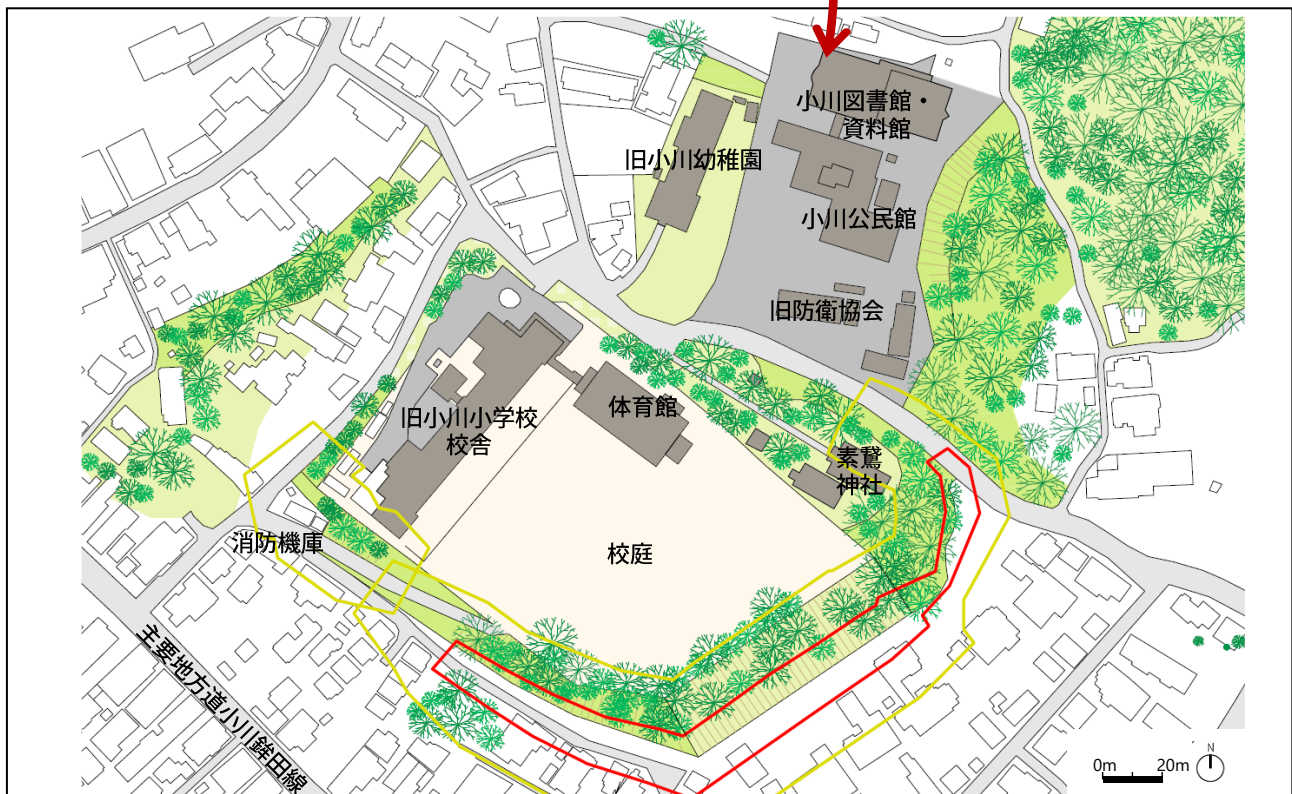 小川図書館・
資料館
旧小川幼稚園
小川公民館
旧防衛協会
体育館
旧小川小学校
校舎
素鵞
神社
消防機庫
校庭
主要地方道小川鉾田線
N
0m 20m